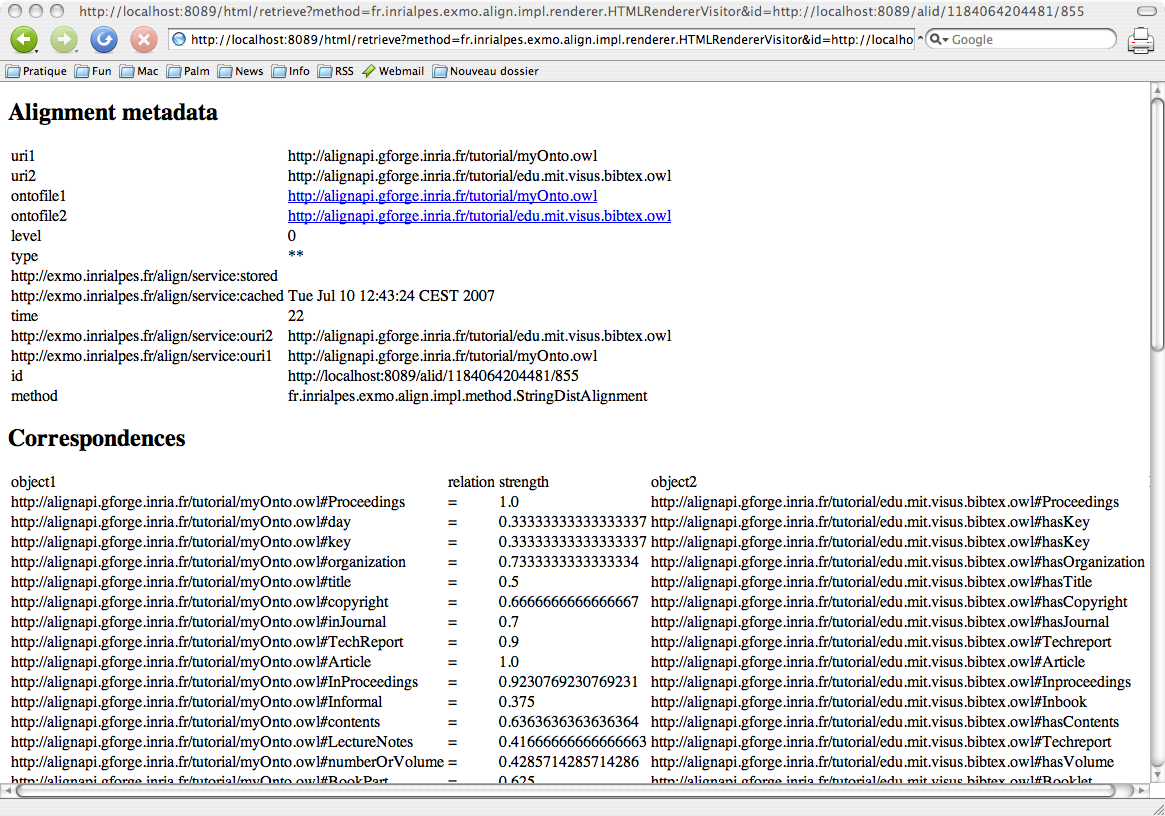 http://localhost:8089/html/retrieve?method=fr.inrialpes.exmo.align.impl.renderer.HTMLRendererVisitor&id=http://localhost:8089/alid/1184064204481/855
http://localhost:8089/html/retrieve?method=fr.inrialpes.exmo.align.impl.renderer.HTMLRendererVisitor&id=http://localho Google
Pratique Fun Mac Palm News Info RSS Webmail Nouveau dossier
Alignment metadata
uri1 http://alignapi.gforge.inria.fr/tutorial/myOnto.owl
uri2 http://alignapi.gforge.inria.fr/tutorial/edu.mit.visus.bibtex.owl
ontofile1 http://alignapi.gforge.inria.fr/tutorial/myOnto.owl
ontofile2 http://alignapi.gforge.inria.fr/tutorial/edu.mit.visus.bibtex.owl
level 0
type **
http://exmo.inrialpes.fr/align/service:stored
http://exmo.inrialpes.fr/align/service:cached Tue Jul 10 12:43:24 CEST 2007
time 22
http://exmo.inrialpes.fr/align/service:ouri2 http://alignapi.gforge.inria.fr/tutorial/edu.mit.visus.bibtex.owl
http://exmo.inrialpes.fr/align/service:ouri1 http://alignapi.gforge.inria.fr/tutorial/myOnto.owl
id http://localhost:8089/alid/1184064204481/855
method fr.inrialpes.exmo.align.impl.method.StringDistAlignment
Correspondences
object1 relation strength object2
http://alignapi.gforge.inria.fr/tutorial/myOnto.owl#Proceedings = 1.0 http://alignapi.gforge.inria.fr/tutorial/edu.mit.visus.bibtex.owl#Proceedings
http://alignapi.gforge.inria.fr/tutorial/myOnto.owl#day = 0.33333333333333337 http://alignapi.gforge.inria.fr/tutorial/edu.mit.visus.bibtex.owl#hasKey
http://alignapi.gforge.inria.fr/tutorial/myOnto.owl#key = 0.33333333333333337 http://alignapi.gforge.inria.fr/tutorial/edu.mit.visus.bibtex.owl#hasKey
http://alignapi.gforge.inria.fr/tutorial/myOnto.owl#organization = 0.7333333333333334 http://alignapi.gforge.inria.fr/tutorial/edu.mit.visus.bibtex.owl#hasOrganization
http://alignapi.gforge.inria.fr/tutorial/myOnto.owl#title = 0.5 http://alignapi.gforge.inria.fr/tutorial/edu.mit.visus.bibtex.owl#hasTitle
http://alignapi.gforge.inria.fr/tutorial/myOnto.owl#copyright = 0.6666666666666667 http://alignapi.gforge.inria.fr/tutorial/edu.mit.visus.bibtex.owl#hasCopyright
http://alignapi.gforge.inria.fr/tutorial/myOnto.owl#inJournal = 0.7 http://alignapi.gforge.inria.fr/tutorial/edu.mit.visus.bibtex.owl#hasJournal
http://alignapi.gforge.inria.fr/tutorial/myOnto.owl#TechReport = 0.9 http://alignapi.gforge.inria.fr/tutorial/edu.mit.visus.bibtex.owl#Techreport
http://alignapi.gforge.inria.fr/tutorial/myOnto.owl#Article = 1.0 http://alignapi.gforge.inria.fr/tutorial/edu.mit.visus.bibtex.owl#Article
http://alignapi.gforge.inria.fr/tutorial/myOnto.owl#InProceedings = 0.9230769230769231 http://alignapi.gforge.inria.fr/tutorial/edu.mit.visus.bibtex.owl#Inproceedings
http://alignapi.gforge.inria.fr/tutorial/myOnto.owl#Informal = 0.375 http://alignapi.gforge.inria.fr/tutorial/edu.mit.visus.bibtex.owl#Inbook
http://alignapi.gforge.inria.fr/tutorial/myOnto.owl#contents = 0.6363636363636364 http://alignapi.gforge.inria.fr/tutorial/edu.mit.visus.bibtex.owl#hasContents
http://alignapi.gforge.inria.fr/tutorial/myOnto.owl#LectureNotes = 0.41666666666666663 http://alignapi.gforge.inria.fr/tutorial/edu.mit.visus.bibtex.owl#Techreport
http://alignapi.gforge.inria.fr/tutorial/myOnto.owl#numberOrVolume = 0.4285714285714286 http://alignapi.gforge.inria.fr/tutorial/edu.mit.visus.bibtex.owl#hasVolume
http://alignapi.gforge.inria.fr/tutorial/myOnto.owl#BookPart = 0.625 http://alignapi.gforge.inria.fr/tutorial/edu.mit.visus.bibtex.owl#Booklet